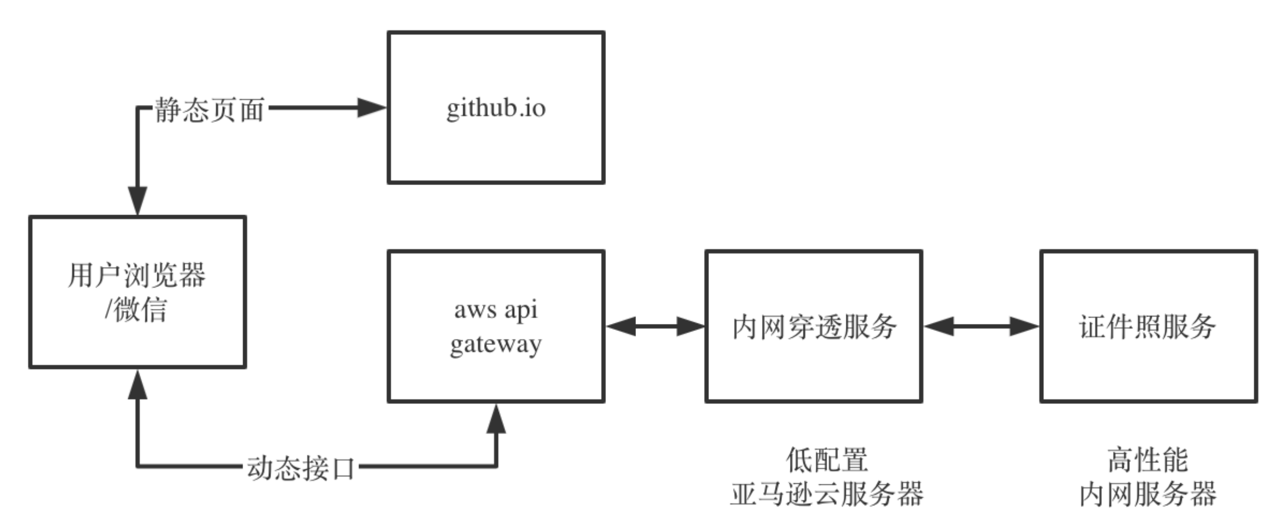 静态页面
github.io
用户浏览器
/微信
aws api
gateway
内网穿透服务
证件照服务
动态接口
低配置
亚马逊云服务器
高性能
内网服务器